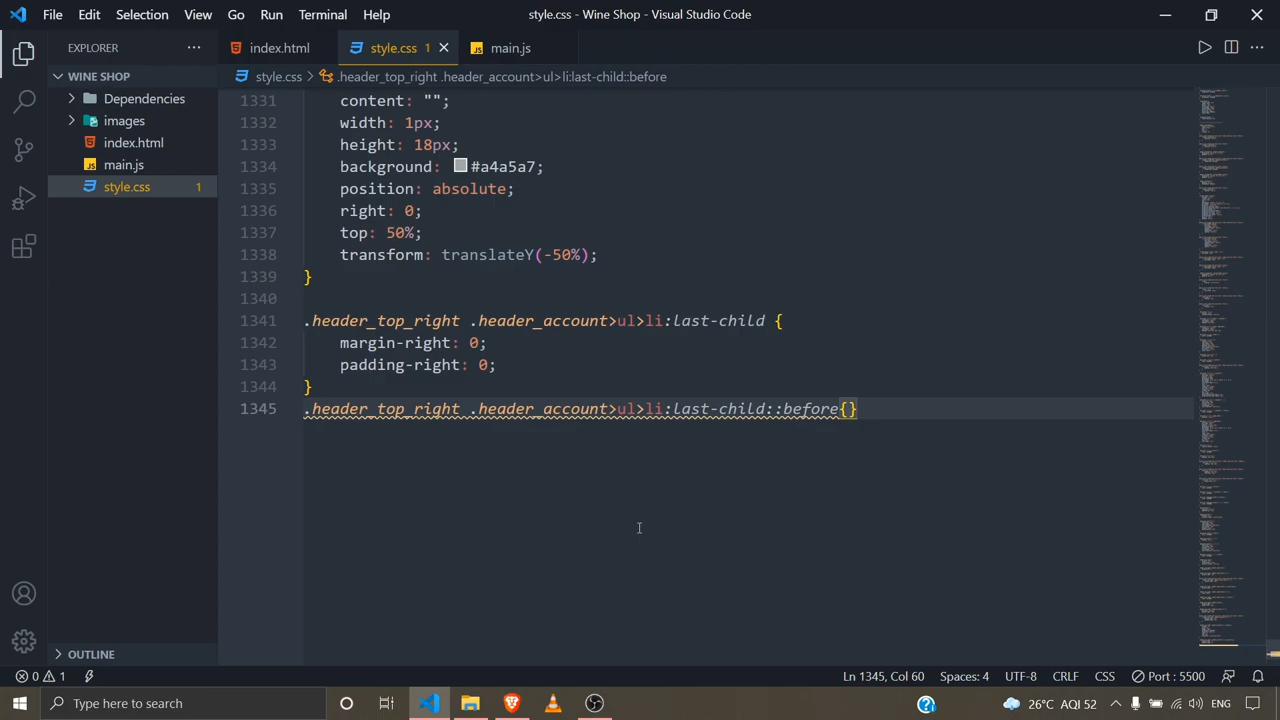 File Edit Selection View Go Run Terminal Help
style.css - Wine Shop - Visual Studio Code
EXPLORER
index.html
style.css 1
JS main.js
WINE SHOP
Dependencies
images
index.html
JS main.js
style.css 1
style.css > .header_top_right .header_account>ul>li:last-child::before
1331 content: "";
1332 width: 1px;
1333 height: 18px;
1334 background: #a4a7a7;
1335 position: absolute;
1336 right: 0;
1337 top: 50%;
1338 transform: translateY(-50%);
1339 }
1340
1341 .header_top_right .header_account>ul>li:last-child {
1342 margin-right: 0;
1343 padding-right: 0;
1344 }
1345 .header_top_right .header_account>ul>li:last-child::before{}
OUTLINE
0 1
Ln 1345, Col 60 Spaces: 4 UTF-8 CRLF CSS Port : 5500
Type here to search
26°C AQI 52 ENG